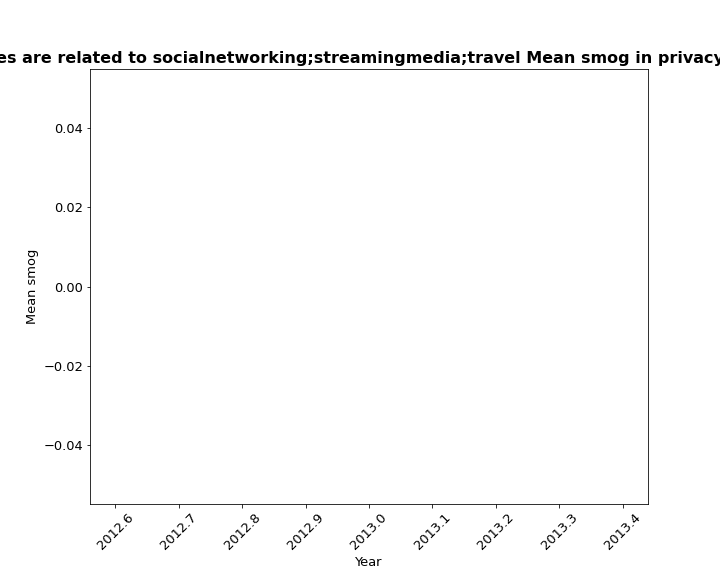 es are related to socialnetworking;streamingmedia;travel Mean smog in privacy
0.04
0.02
0.00
−0.02
−0.04
Mean smog
2012.6 2012.7 2012.8 2012.9 2013.0 2013.1 2013.2 2013.3 2013.4
Year